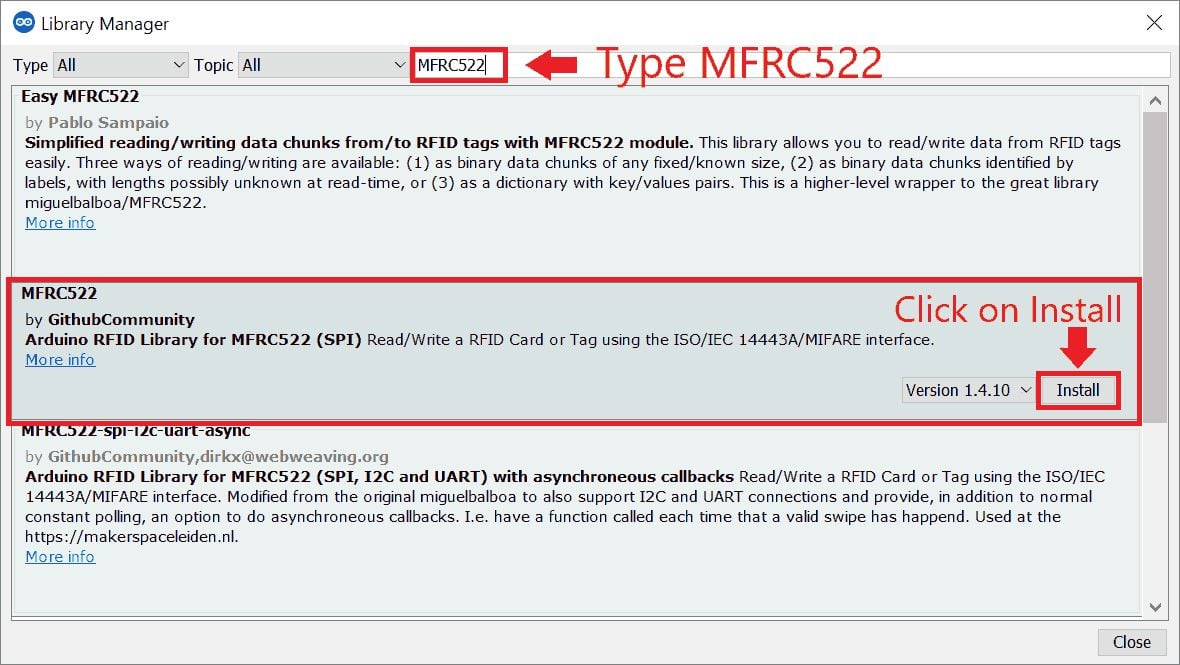 Library Manager
Type All Topic All MFRC522 Type MFRC522
Easy MFRC522
by Pablo Sampaio
Simplified reading/writing data chunks from/to RFID tags with MFRC522 module. This library allows you to read/write data from RFID tags
easily. Three ways of reading/writing are available: (1) as binary data chunks of any fixed/known size, (2) as binary data chunks identified by
labels, with lengths possibly unknown at read-time, or (3) as a dictionary with key/values pairs. This is a higher-level wrapper to the great library
miguelbalboa/MFRC522.
More info
MFRC522
by GithubCommunity
Click on Install
Arduino RFID Library for MFRC522 (SPI) Read/Write a RFID Card or Tag using the ISO/IEC 14443A/MIFARE interface.
More info
Version 1.4.10 Install
MFRC522-spi-i2c-uart-async
by GithubCommunity,dirkx@webweaving.org
Arduino RFID Library for MFRC522 (SPI, I2C and UART) with asynchronous callbacks Read/Write a RFID Card or Tag using the ISO/IEC
14443A/MIFARE interface. Modified from the original miguelbalboa to also support I2C and UART connections and provide, in addition to normal
constant polling, an option to do asynchronous callbacks. I.e. have a function called each time that a valid swipe has happend. Used at the
https://makerspaceleiden.nl.
More info
Close